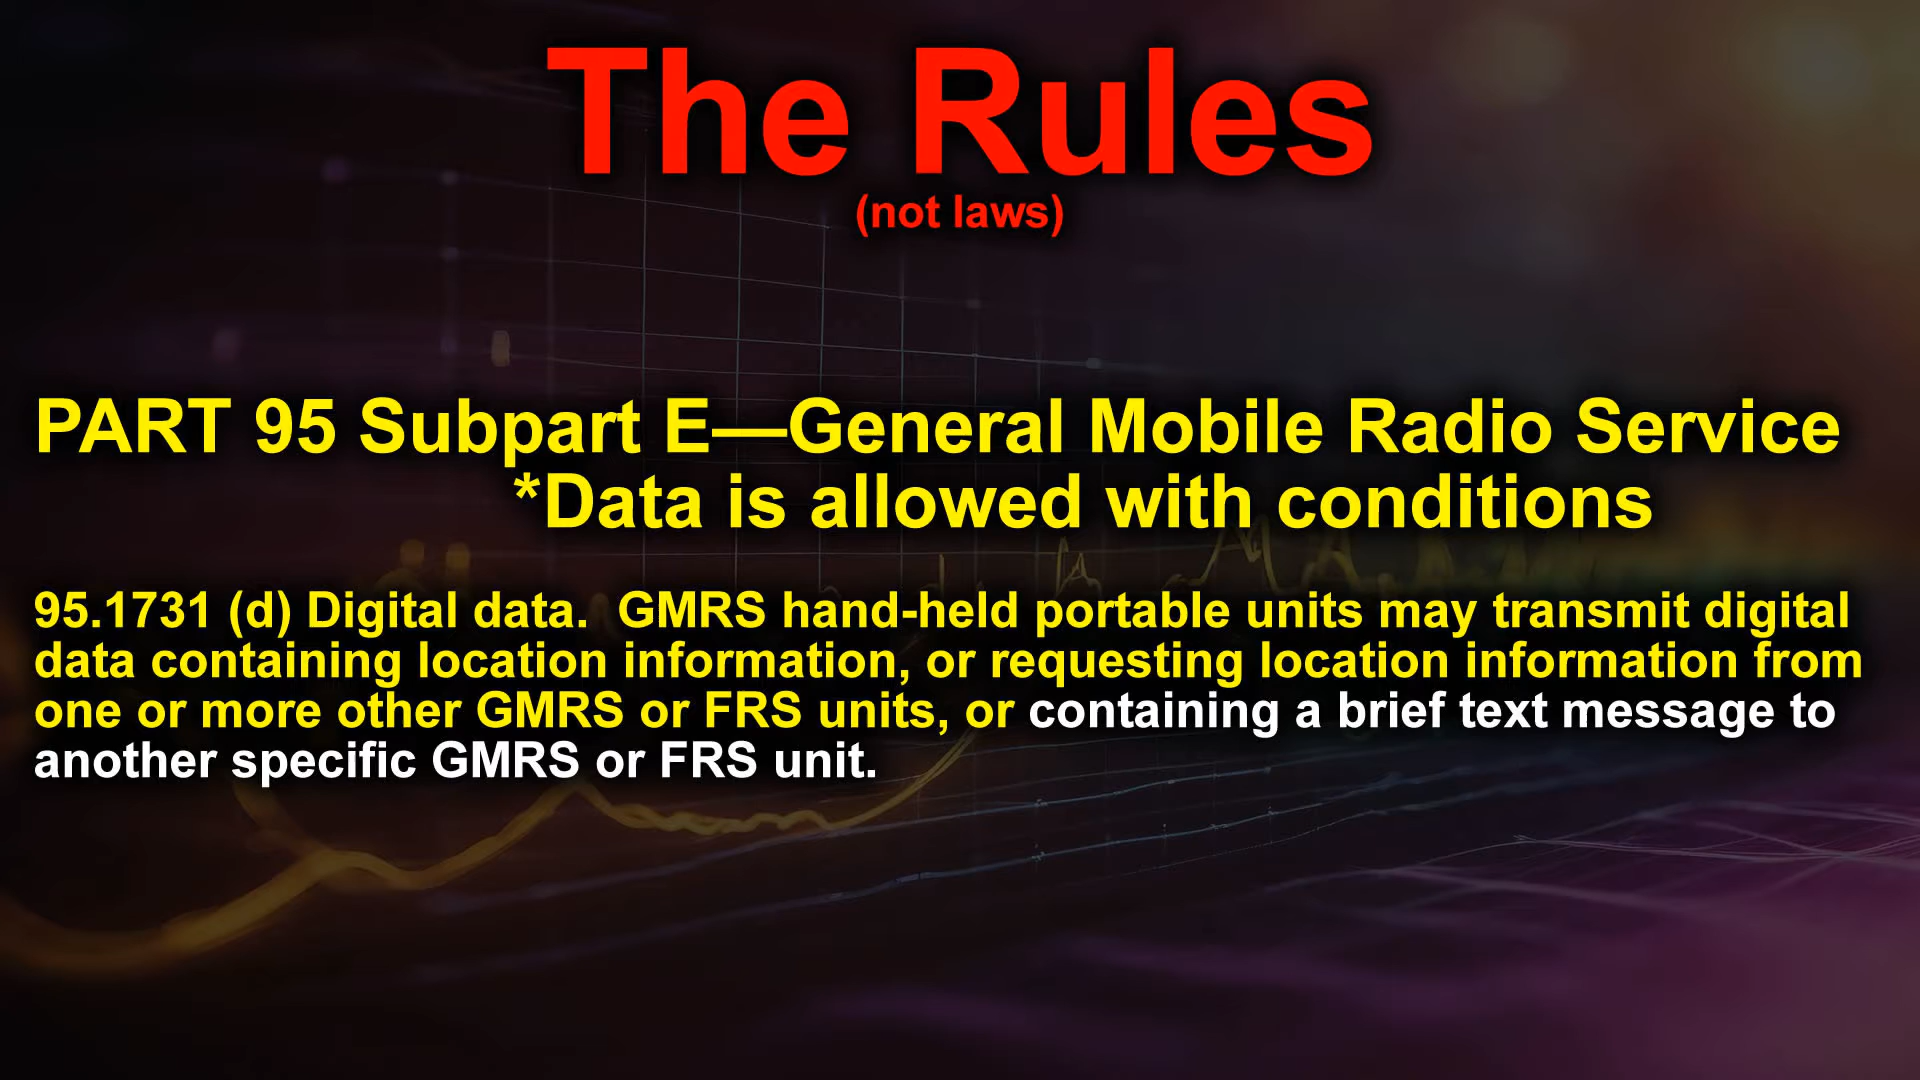 The Rules
(not laws)
PART 95 Subpart E—General Mobile Radio Service
*Data is allowed with conditions
95.1731 (d) Digital data.  GMRS hand-held portable units may transmit digital
data containing location information, or requesting location information from
one or more other GMRS or FRS units, or containing a brief text message to
another specific GMRS or FRS unit.